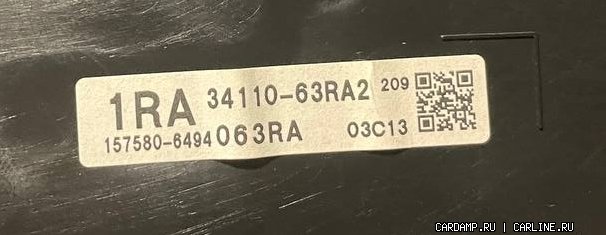 1RA 34110-63RA2 209
157580-6494 063RA 03C13
CARDAMP.RU | CARLINE.RU